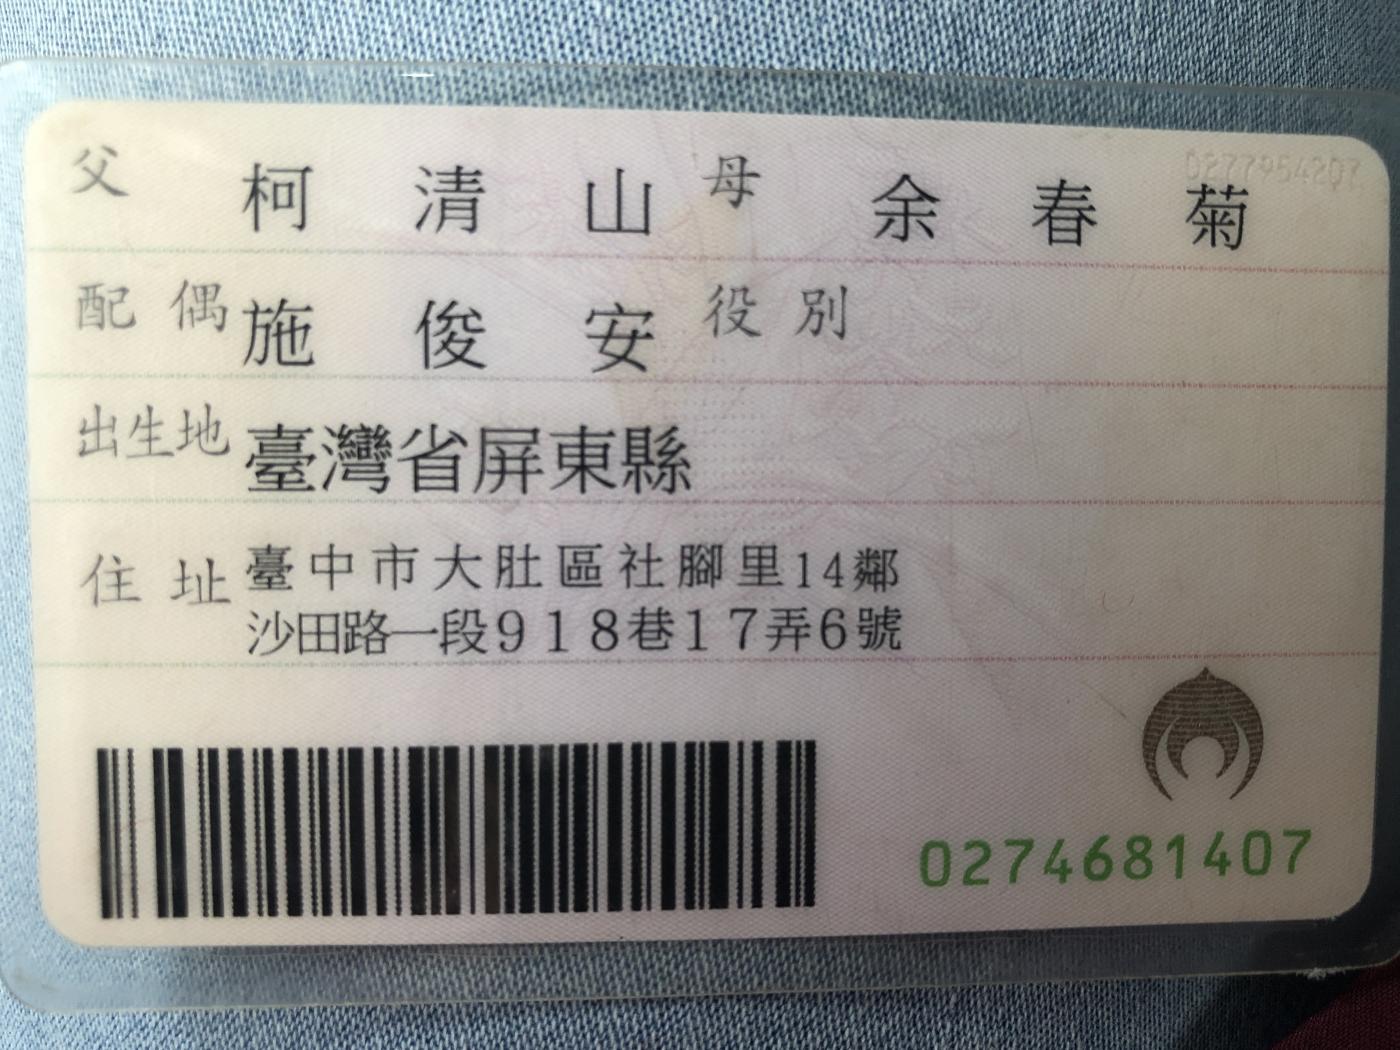 父 柯清山 母 余春菊
配偶 施俊安 役別
出生地 臺灣省屏東縣
住址 臺中市大肚區社腳里14鄰
沙田路一段918巷17弄6號
0274681407